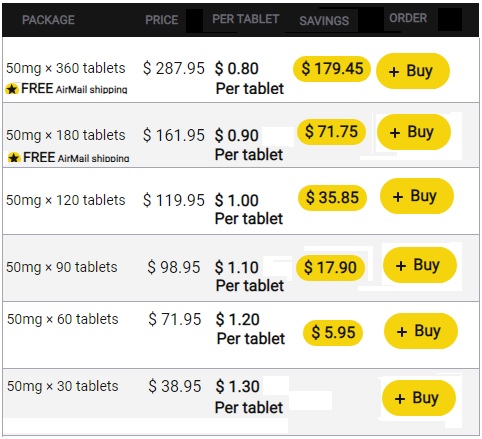 PACKAGE PRICE PER TABLET SAVINGS ORDER
50mg × 360 tablets $ 287.95 $ 0.80 $ 179.45 + Buy
FREE AirMail shipping Per tablet
50mg × 180 tablets $ 161.95 $ 0.90 $ 71.75 + Buy
FREE AirMail shipping Per tablet
50mg × 120 tablets $ 119.95 $ 1.00 $ 35.85 + Buy
Per tablet
50mg × 90 tablets $ 98.95 $ 1.10 $ 17.90 + Buy
Per tablet
50mg × 60 tablets $ 71.95 $ 1.20 $ 5.95 + Buy
Per tablet
50mg × 30 tablets $ 38.95 $ 1.30 + Buy
Per tablet